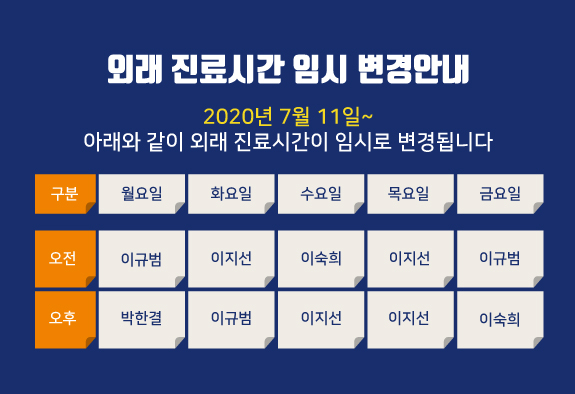 외래 진료시간 임시 변경안내
2020년 7월 11일~
아래와 같이 외래 진료시간이 임시로 변경됩니다
구분 월요일 화요일 수요일 목요일 금요일
오전 이규범 이지선 이숙희 이지선 이규범
오후 박한결 이규범 이지선 이지선 이숙희